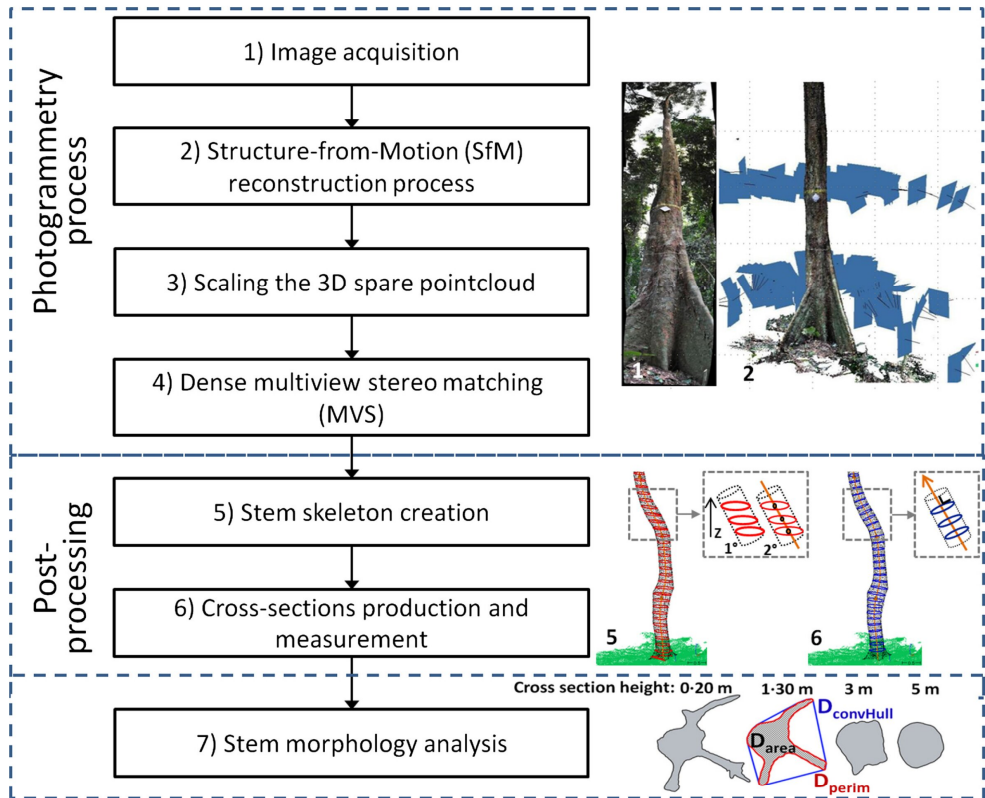 Photogrammetry
process
1) Image acquisition
2) Structure-from-Motion (SfM)
reconstruction process
3) Scaling the 3D spare pointcloud
4) Dense multiview stereo matching
(MVS)
1
2
Post-
processing
5) Stem skeleton creation
6) Cross-sections production and
measurement
z
1°
2°
5
6
Cross section height: 0·20 m 1·30 m 3 m 5 m
7) Stem morphology analysis
DconvHull
Darea
Dperim